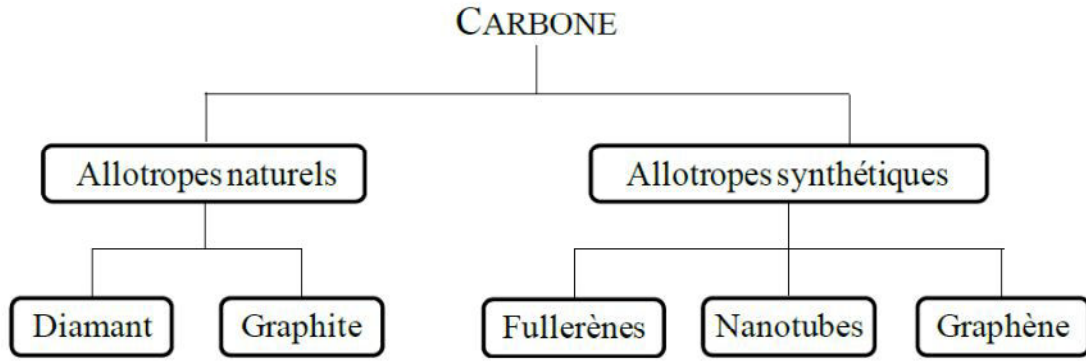 CARBONE
Allotropes naturels
Allotropes synthétiques
Diamant
Graphite
Fullerènes
Nanotubes
Graphène